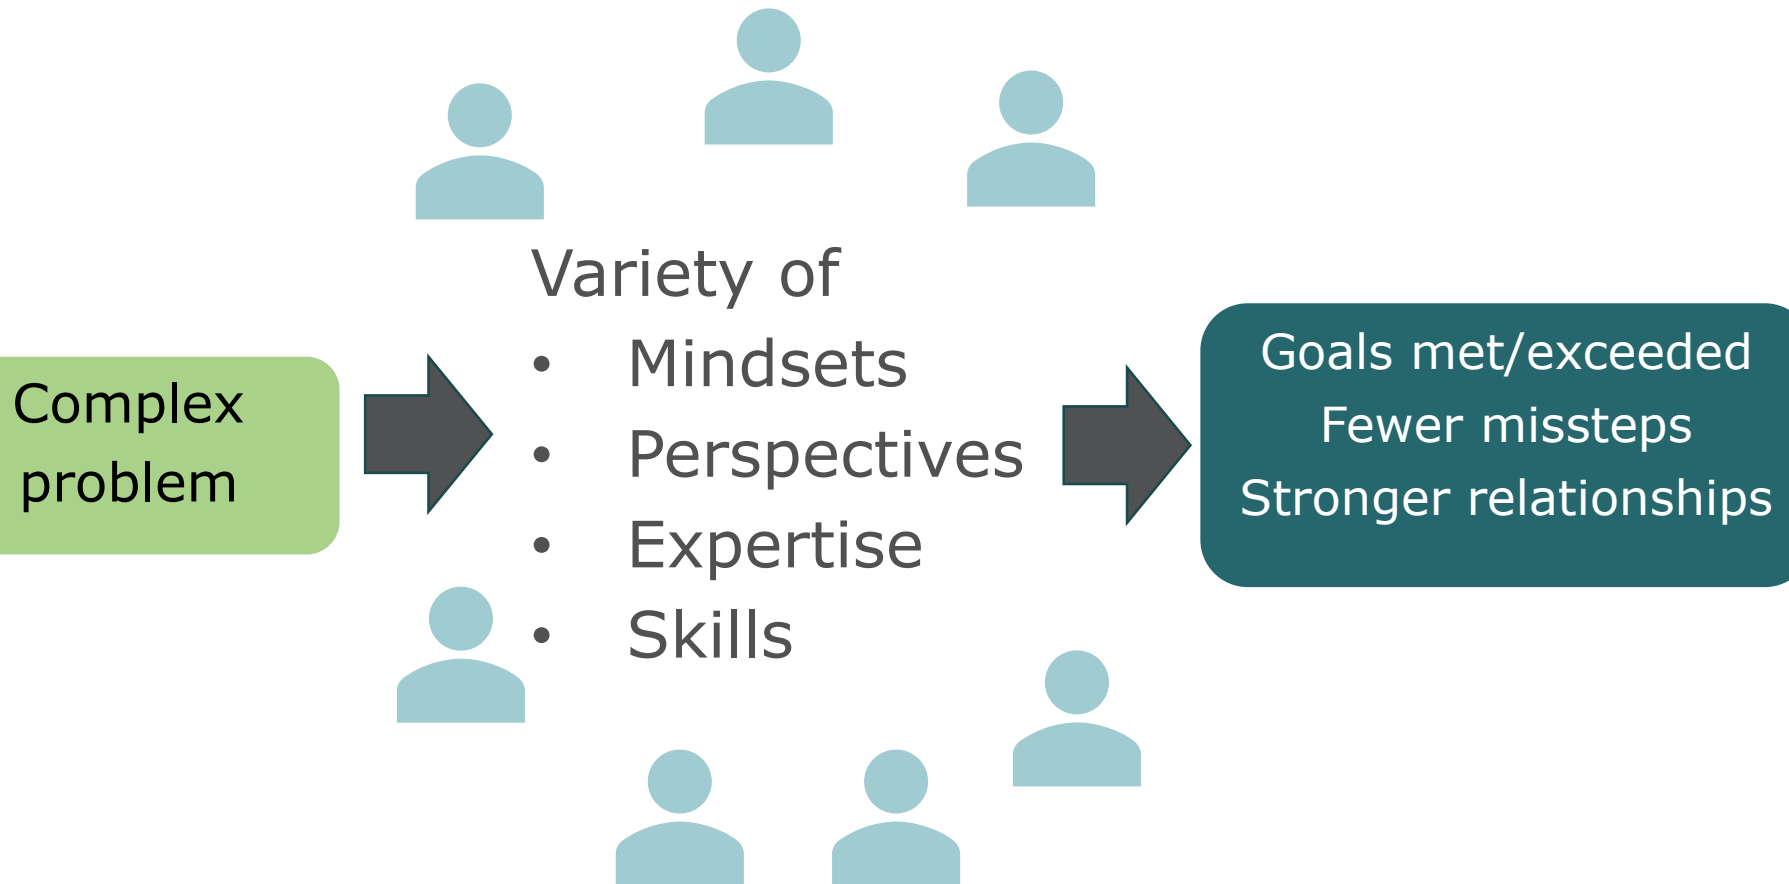 Complex
problem
Variety of
• Mindsets
• Perspectives
• Expertise
• Skills
Goals met/exceeded
Fewer missteps
Stronger relationships